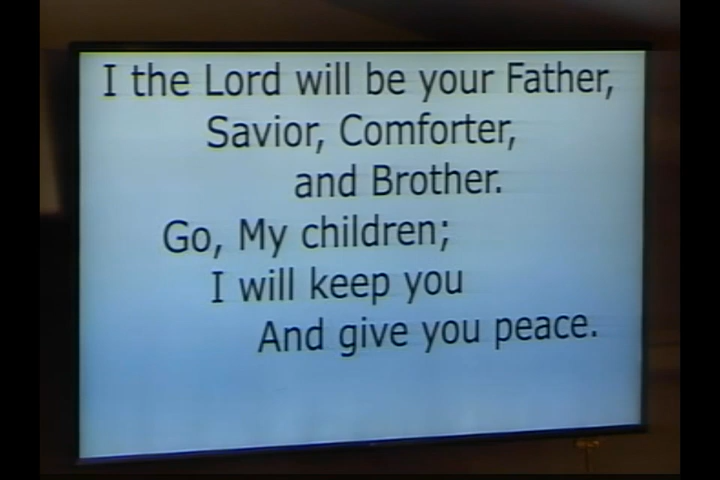 I the Lord will be your Father,
Savior, Comforter,
and Brother.
Go, My children;
I will keep you
And give you peace.